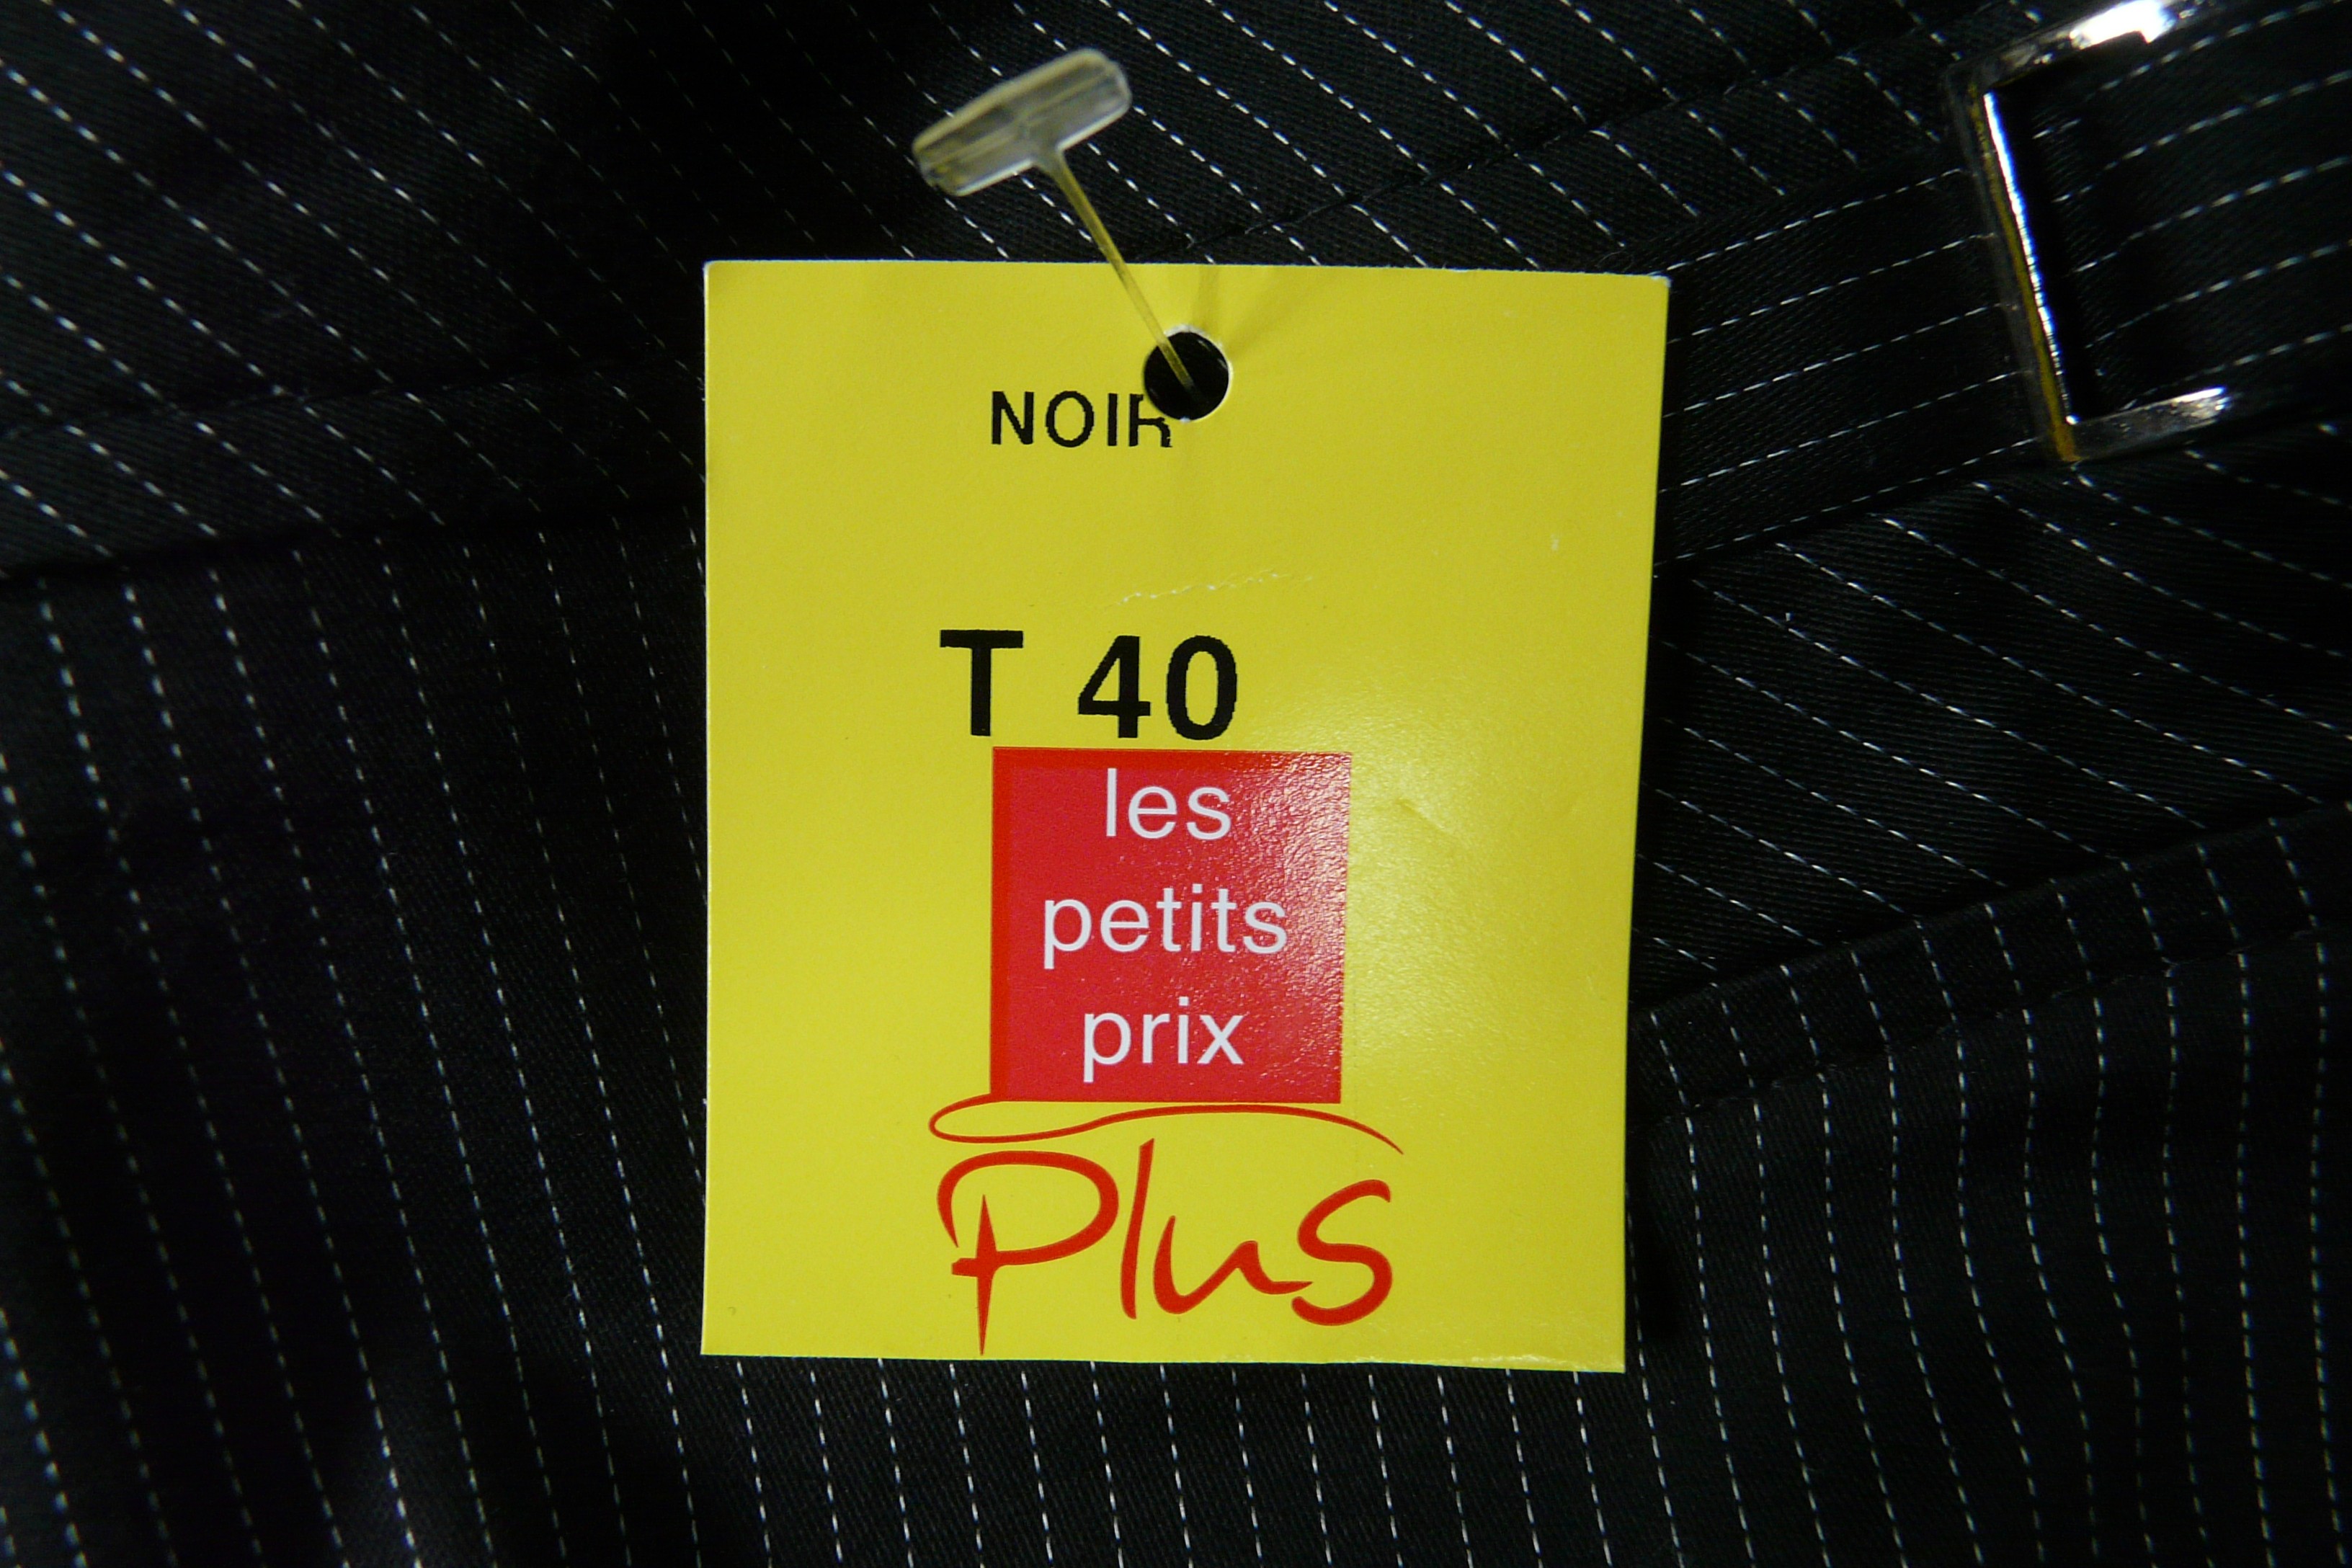 NOIR
T 40
les
petits
prix
Plus